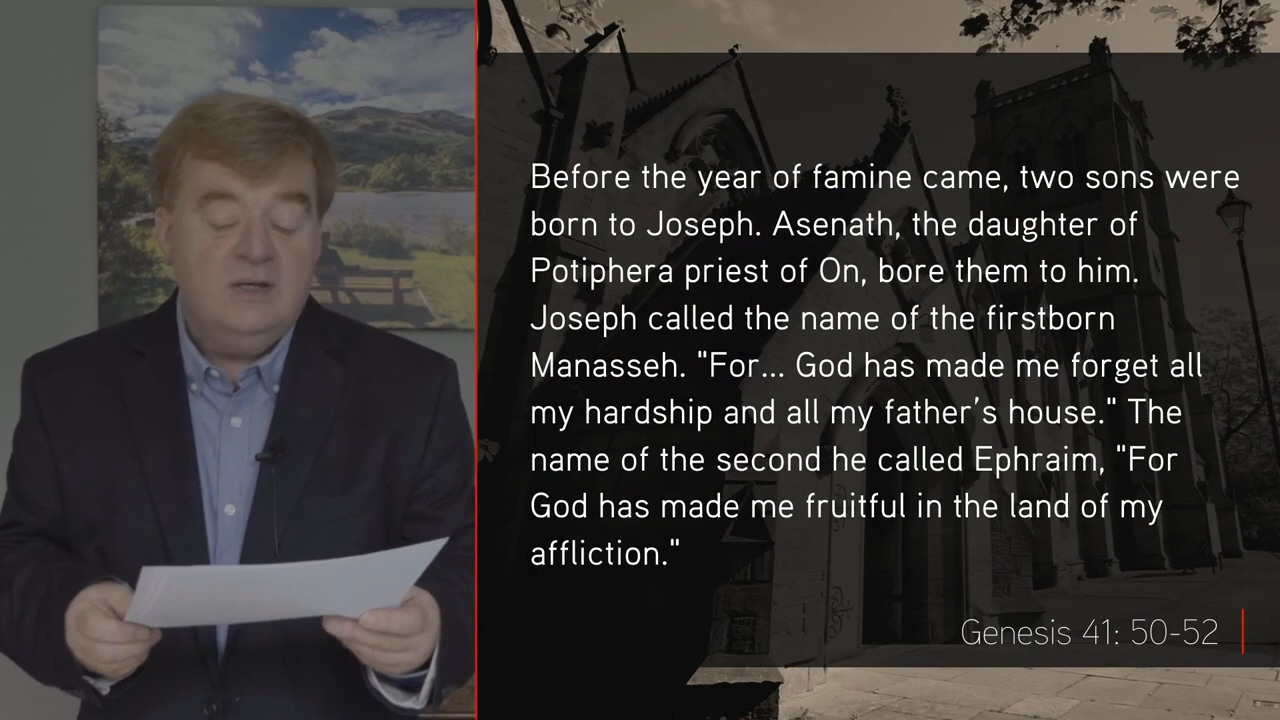 Before the year of famine came, two sons were
born to Joseph. Asenath, the daughter of
Potiphera priest of On, bore them to him.
Joseph called the name of the firstborn
Manasseh. "For... God has made me forget all
my hardship and all my father’s house." The
name of the second he called Ephraim, "For
God has made me fruitful in the land of my
affliction."
Genesis 41: 50-52